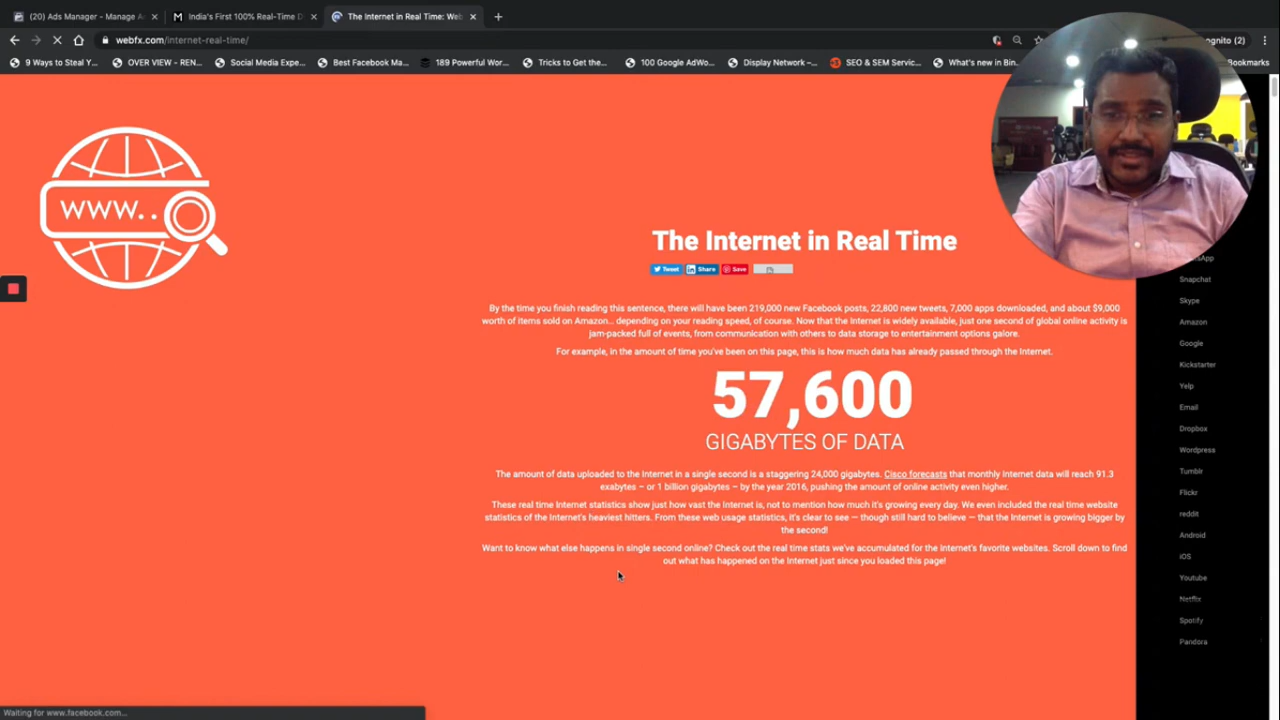 (20) Ads Manager - Manage A
India's First 100% Real-Time D
The Internet in Real Time: Web
webfx.com/internet-real-time/
ognito (2)
9 Ways to Steal Y...
OVER VIEW – REN...
Social Media Expe...
Best Facebook Ma...
189 Powerful Wor...
Tricks to Get the...
100 Google AdWo...
Display Network –...
SEO & SEM Servic...
What's new in Bin...
Bookmarks
www..
The Internet in Real Time
Tweet
Share
Save
By the time you finish reading this sentence, there will have been 219,000 new Facebook posts, 22,800 new tweets, 7,000 apps downloaded, and about $9,000
worth of items sold on Amazon… depending on your reading speed, of course. Now that the Internet is widely available, just one second of global online activity is
jam-packed full of events, from communication with others to data storage to entertainment options galore.
For example, in the amount of time you've been on this page, this is how much data has already passed through the Internet.
57,600
GIGABYTES OF DATA
The amount of data uploaded to the Internet in a single second is a staggering 24,000 gigabytes. Cisco forecasts that monthly Internet data will reach 91.3
exabytes – or 1 billion gigabytes – by the year 2016, pushing the amount of online activity even higher.
These real time Internet statistics show just how vast the Internet is, not to mention how much it's growing every day. We even included the real time website
statistics of the Internet's heaviest hitters. From these web usage statistics, it's clear to see — though still hard to believe — that the Internet is growing bigger by
the second!
Want to know what else happens in single second online? Check out the real time stats we've accumulated for the internet's favorite websites. Scroll down to find
out what has happened on the Internet just since you loaded this page!
sApp
Snapchat
Skype
Amazon
Google
Kickstarter
Yelp
Email
Dropbox
Wordpress
Tumblr
Flickr
reddit
Android
iOS
Youtube
Netflix
Spotify
Pandora
Waiting for www.facebook.com...